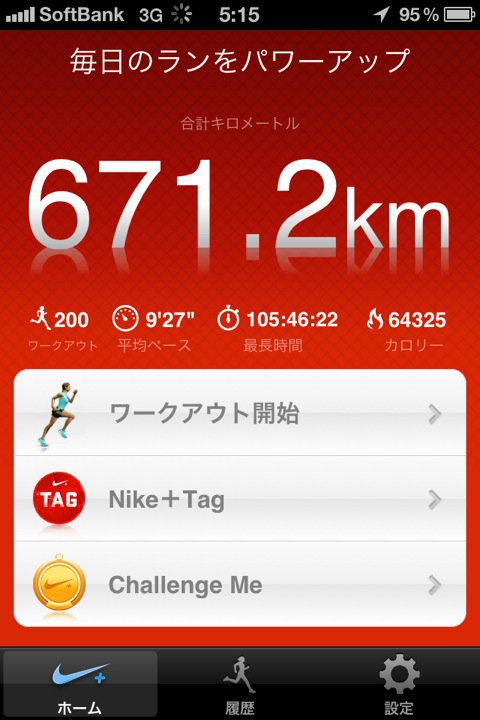 SoftBank 3G 5:15 95%
毎日のランをパワーアップ
合計キロメートル
671.2km
200 9'27" 105:46:22 64325
ワークアウト 平均ペース 最長時間 カロリー
ワークアウト開始
TAG Nike+Tag
Challenge Me
ホーム 履歴 設定